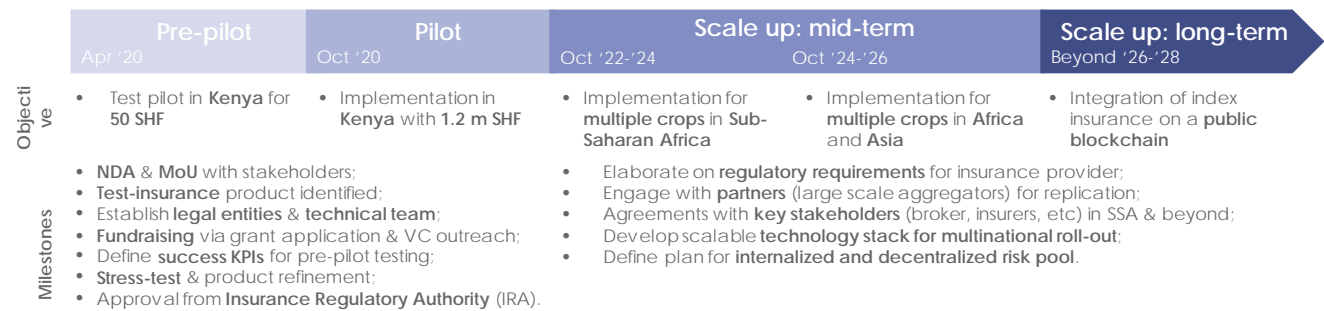 Pre-pilot
Apr ‘20
Pilot
Oct ‘20
Scale up: mid-term
Oct ‘22-’24
Oct ‘24-’26
Scale up: long-term
Beyond ‘26-’28
Objecti
ve
• Test pilot in Kenya for
50 SHF
• Implementation in
Kenya with 1.2 m SHF
• Implementation for
multiple crops in Sub-
Saharan Africa
• Implementation for
multiple crops in Africa
and Asia
• Integration of index
insurance on a public
blockchain
Milestones
• NDA & MoU with stakeholders;
• Test-insurance product identified;
• Establish legal entities & technical team;
• Fundraising via grant application & VC outreach;
• Define success KPIs for pre-pilot testing;
• Stress-test & product refinement;
• Approval from Insurance Regulatory Authority (IRA).
• Elaborate on regulatory requirements for insurance provider;
• Engage with partners (large scale aggregators) for replication;
• Agreements with key stakeholders (broker, insurers, etc) in SSA & beyond;
• Develop scalable technology stack for multinational roll-out;
• Define plan for internalized and decentralized risk pool.